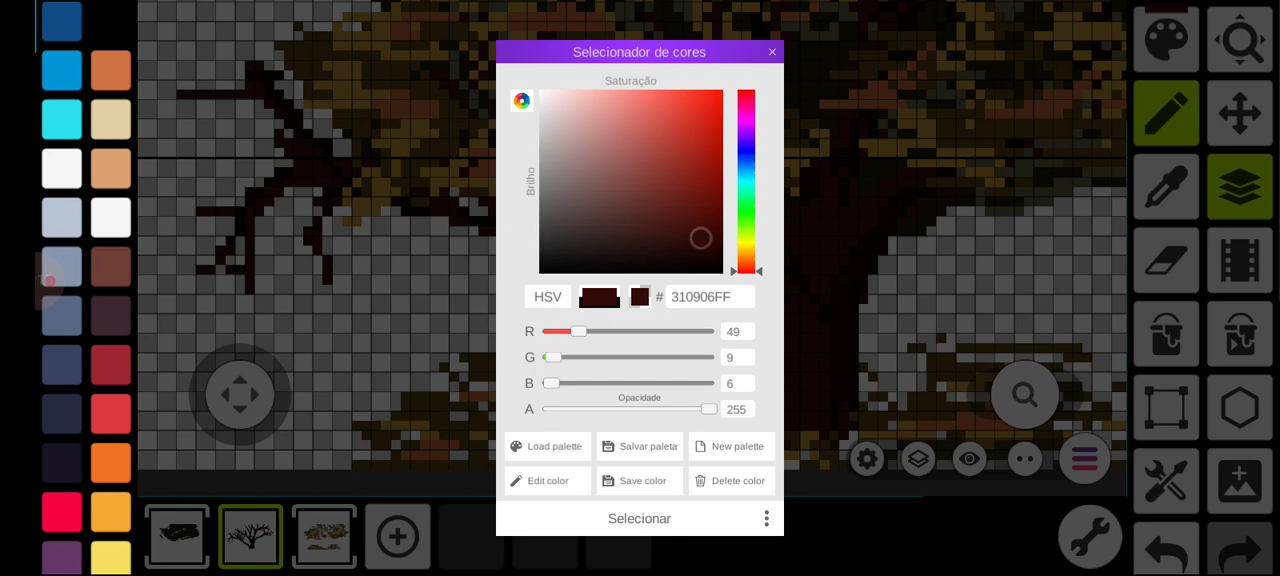 Selecionador de cores
Saturação
Brilho
HSV
# 310906FF
R 49
G 9
B 6
Opacidade
A 255
Load palette
Salvar paleta
New palette
Edit color
Save color
Delete color
Selecionar